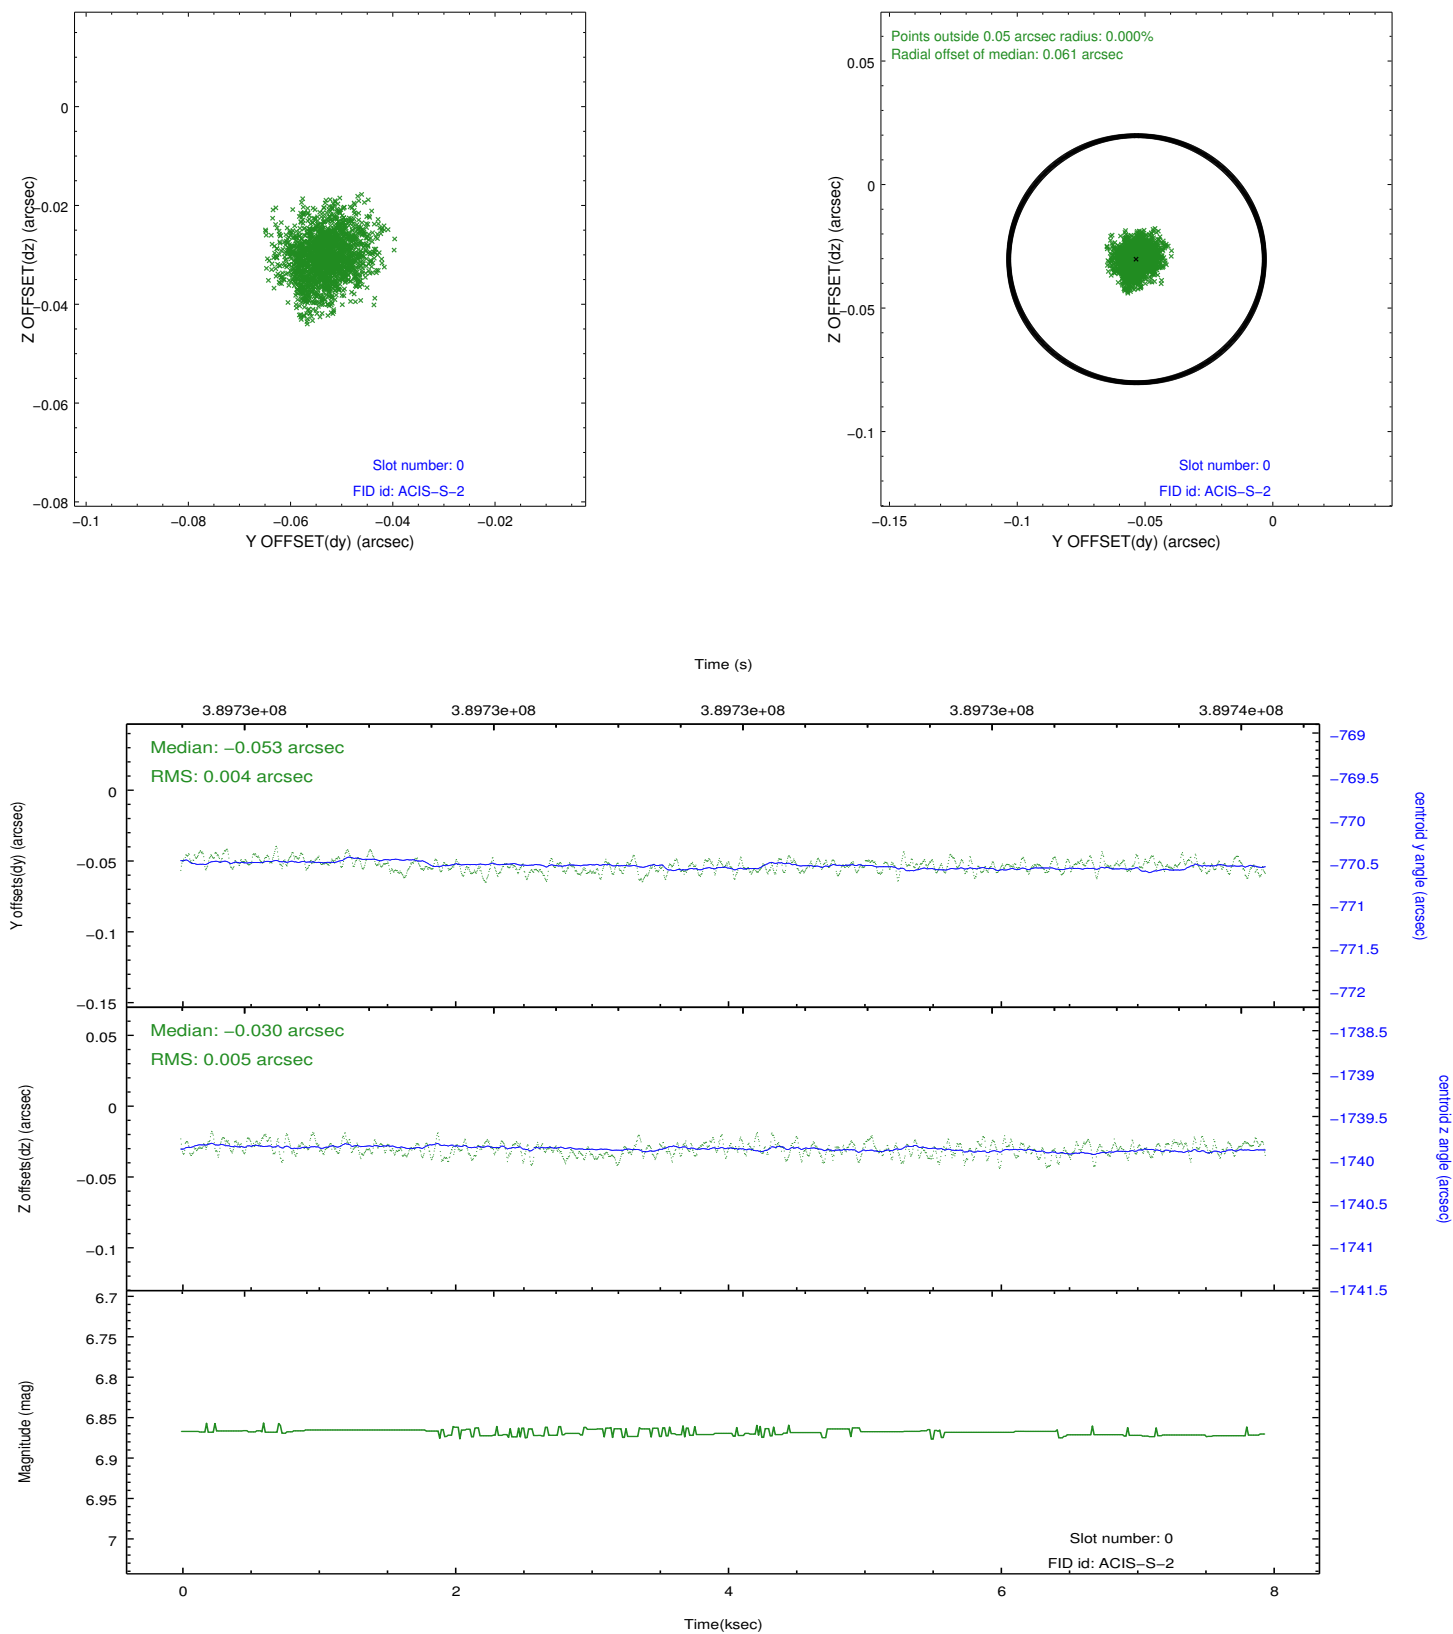 0
−0.02
−0.04
−0.06
−0.08
−0.1
−0.08
−0.06
−0.04
−0.02
Z OFFSET(dz) (arcsec)
Y OFFSET(dy) (arcsec)
Slot number: 0
FID id: ACIS−S−2
Points outside 0.05 arcsec radius: 0.000%
Radial offset of median: 0.061 arcsec
0.05
0
−0.05
−0.1
−0.15
−0.1
−0.05
0
Z OFFSET(dz) (arcsec)
Y OFFSET(dy) (arcsec)
Slot number: 0
FID id: ACIS−S−2
Time (s)
3.8973e+08
3.8973e+08
3.8973e+08
3.8973e+08
3.8974e+08
Median: −0.053 arcsec
RMS: 0.004 arcsec
0
−0.05
−0.1
−0.15
Y offsets(dy) (arcsec)
−769
−769.5
−770
−770.5
−771
−771.5
−772
centroid y angle (arcsec)
Median: −0.030 arcsec
RMS: 0.005 arcsec
0.05
0
−0.05
−0.1
Z offsets(dz) (arcsec)
−1738.5
−1739
−1739.5
−1740
−1740.5
−1741
−1741.5
centroid z angle (arcsec)
6.7
6.75
6.8
6.85
6.9
6.95
7
Magnitude (mag)
Slot number: 0
FID id: ACIS−S−2
0
2
4
6
8
Time(ksec)